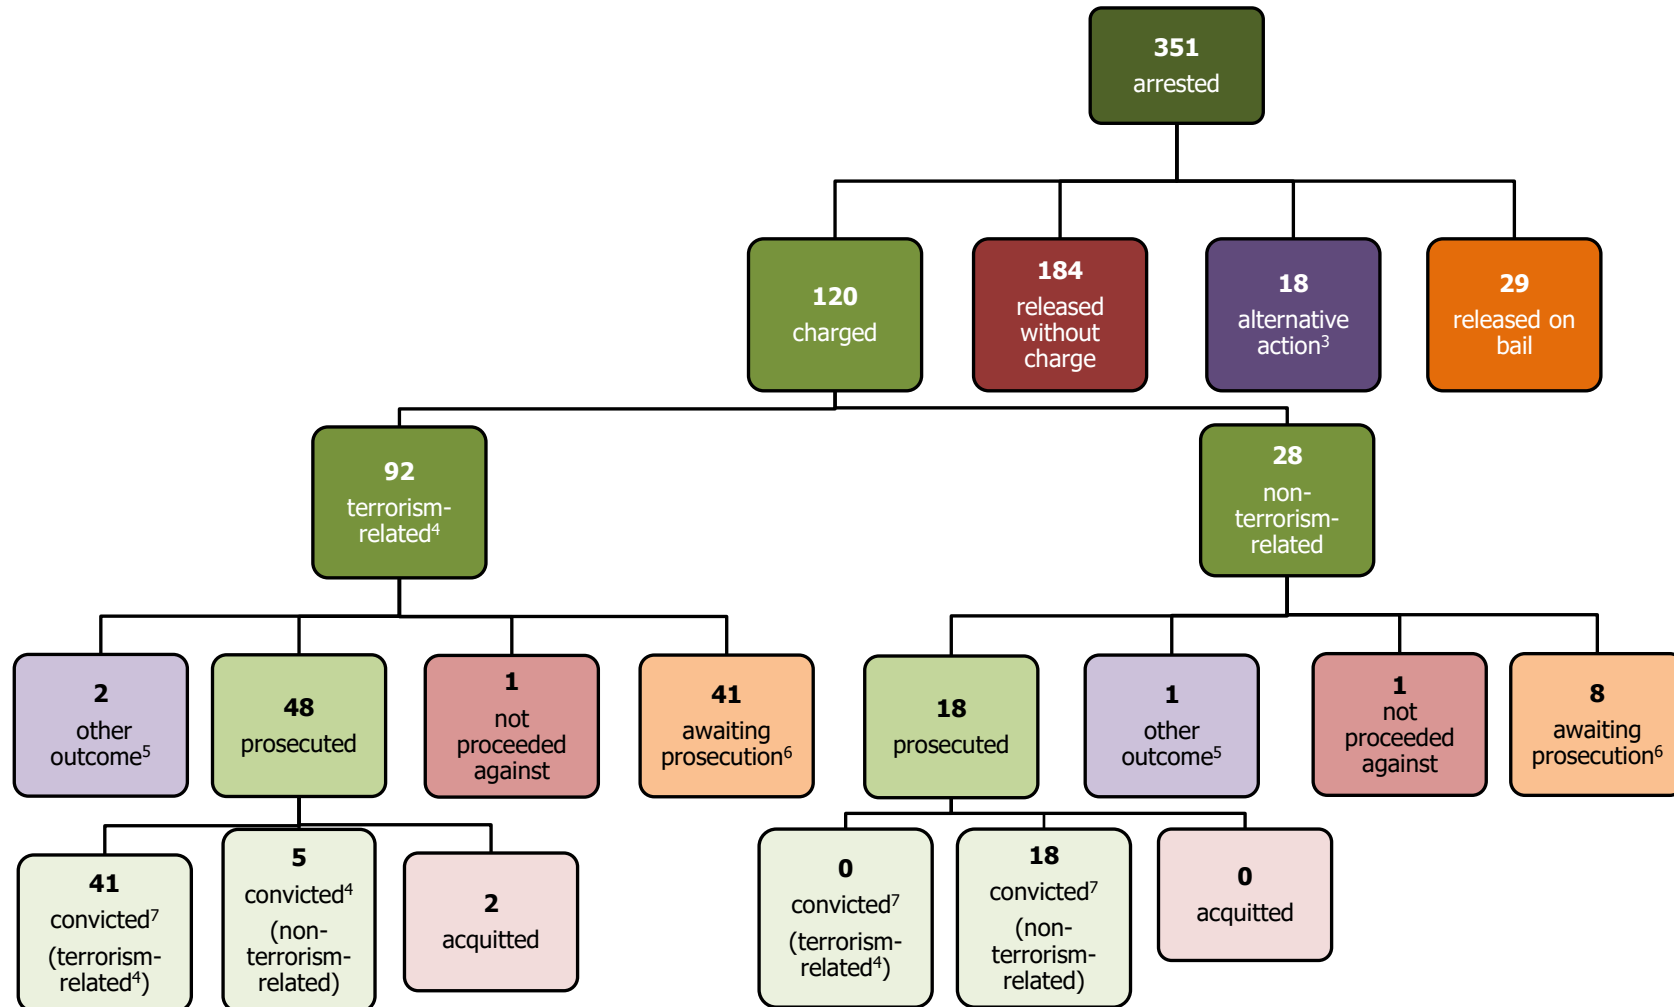 351
arrested
120
charged
184
released
without
charge
18
alternative
action³
29
released on
bail
92
terrorism-
related⁴
28
non-
terrorism-
related
2
other
outcome⁵
48
prosecuted
1
not
proceeded
against
41
awaiting
prosecution⁶
18
prosecuted
1
other
outcome⁵
1
not
proceeded
against
8
awaiting
prosecution⁶
41
convicted⁷
(terrorism-
related⁴)
5
convicted⁴
(non-
terrorism-
related)
2
acquitted
0
convicted⁷
(terrorism-
related⁴)
18
convicted⁷
(non-
terrorism-
related)
0
acquitted